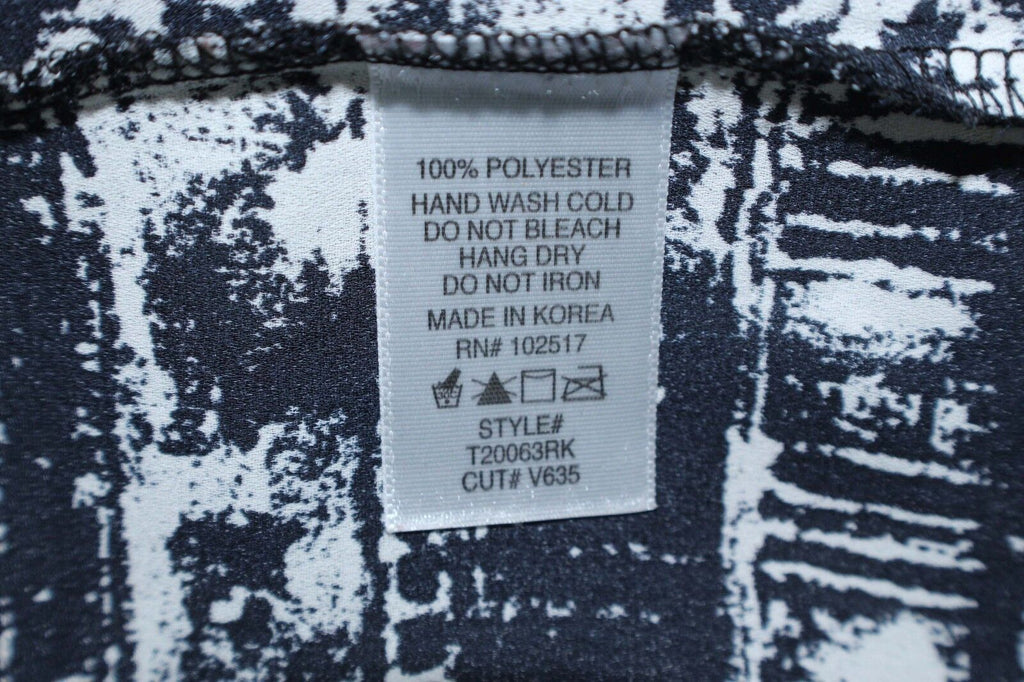 100% POLYESTER
HAND WASH COLD
DO NOT BLEACH
HANG DRY
DO NOT IRON
MADE IN KOREA
RN# 102517
STYLE#
T20063RK
CUT# V635